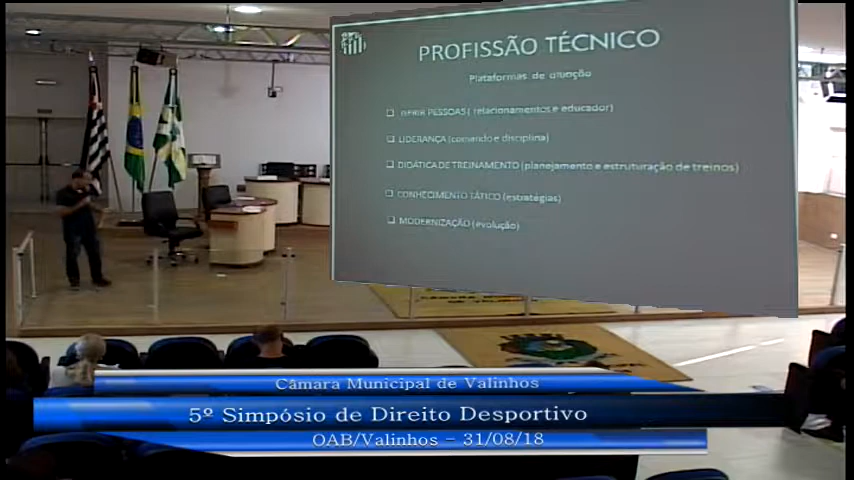 PROFISSÃO TÉCNICO
Plataformas de atuação
GERIR PESSOAS ( relacionamentos e educador)
LIDERANÇA (comando e disciplina)
DIDÁTICA DE TREINAMENTO (planejamento e estruturação de treinos)
CONHECIMENTO TÁTICO (estratégias)
MODERNIZAÇÃO (evolução)
Câmara Municipal de Valinhos
5º Simpósio de Direito Desportivo
OAB/Valinhos – 31/08/18